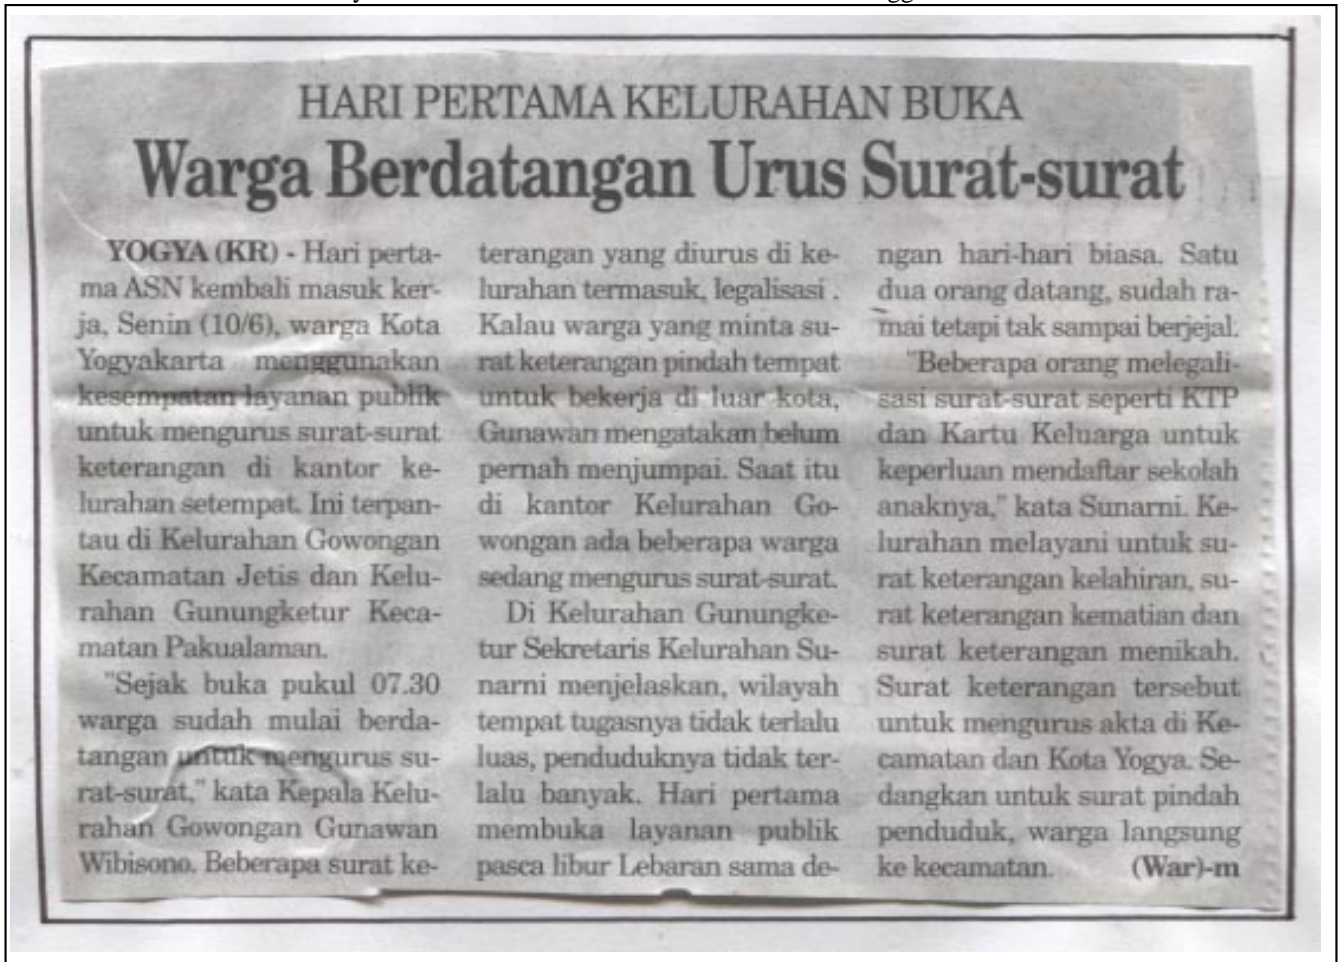 HARI PERTAMA KELURAHAN BUKA
Warga Berdatangan Urus Surat-surat
YOGYA (KR) - Hari perta-
ma ASN kembali masuk ker-
ja, Senin (10/6), warga Kota
Yogyakarta menggunakan
kesempatan layanan publik
untuk mengurus surat-surat
keterangan di kantor ke-
lurahan setempat. Ini terpan-
tau di Kelurahan Gowongan
Kecamatan Jetis dan Kelu-
rahan Gunungketur Keca-
matan Pakualaman.
"Sejak buka pukul 07.30
warga sudah mulai berda-
tangan untuk mengurus su-
rat-surat," kata Kepala Kelu-
rahan Gowongan Gunawan
Wibisono. Beberapa surat ke-
terangan yang diurus di ke-
lurahan termasuk, legalisasi .
Kalau warga yang minta su-
rat keterangan pindah tempat
untuk bekerja di luar kota,
Gunawan mengatakan belum
pernah menjumpai. Saat itu
di kantor Kelurahan Go-
wongan ada beberapa warga
sedang mengurus surat-surat.
Di Kelurahan Gunungke-
tur Sekretaris Kelurahan Su-
narni menjelaskan, wilayah
tempat tugasnya tidak terlalu
luas, penduduknya tidak ter-
lalu banyak. Hari pertama
membuka layanan publik
pasca libur Lebaran sama de-
ngan hari-hari biasa. Satu
dua orang datang, sudah ra-
mai tetapi tak sampai berjejal.
"Beberapa orang melegali-
sasi surat-surat seperti KTP
dan Kartu Keluarga untuk
keperluan mendaftar sekolah
anaknya," kata Sunarni. Ke-
lurahan melayani untuk su-
rat keterangan kelahiran, su-
rat keterangan kematian dan
surat keterangan menikah.
Surat keterangan tersebut
untuk mengurus akta di Ke-
camatan dan Kota Yogya. Se-
dangkan untuk surat pindah
penduduk, warga langsung
ke kecamatan. (War)-m